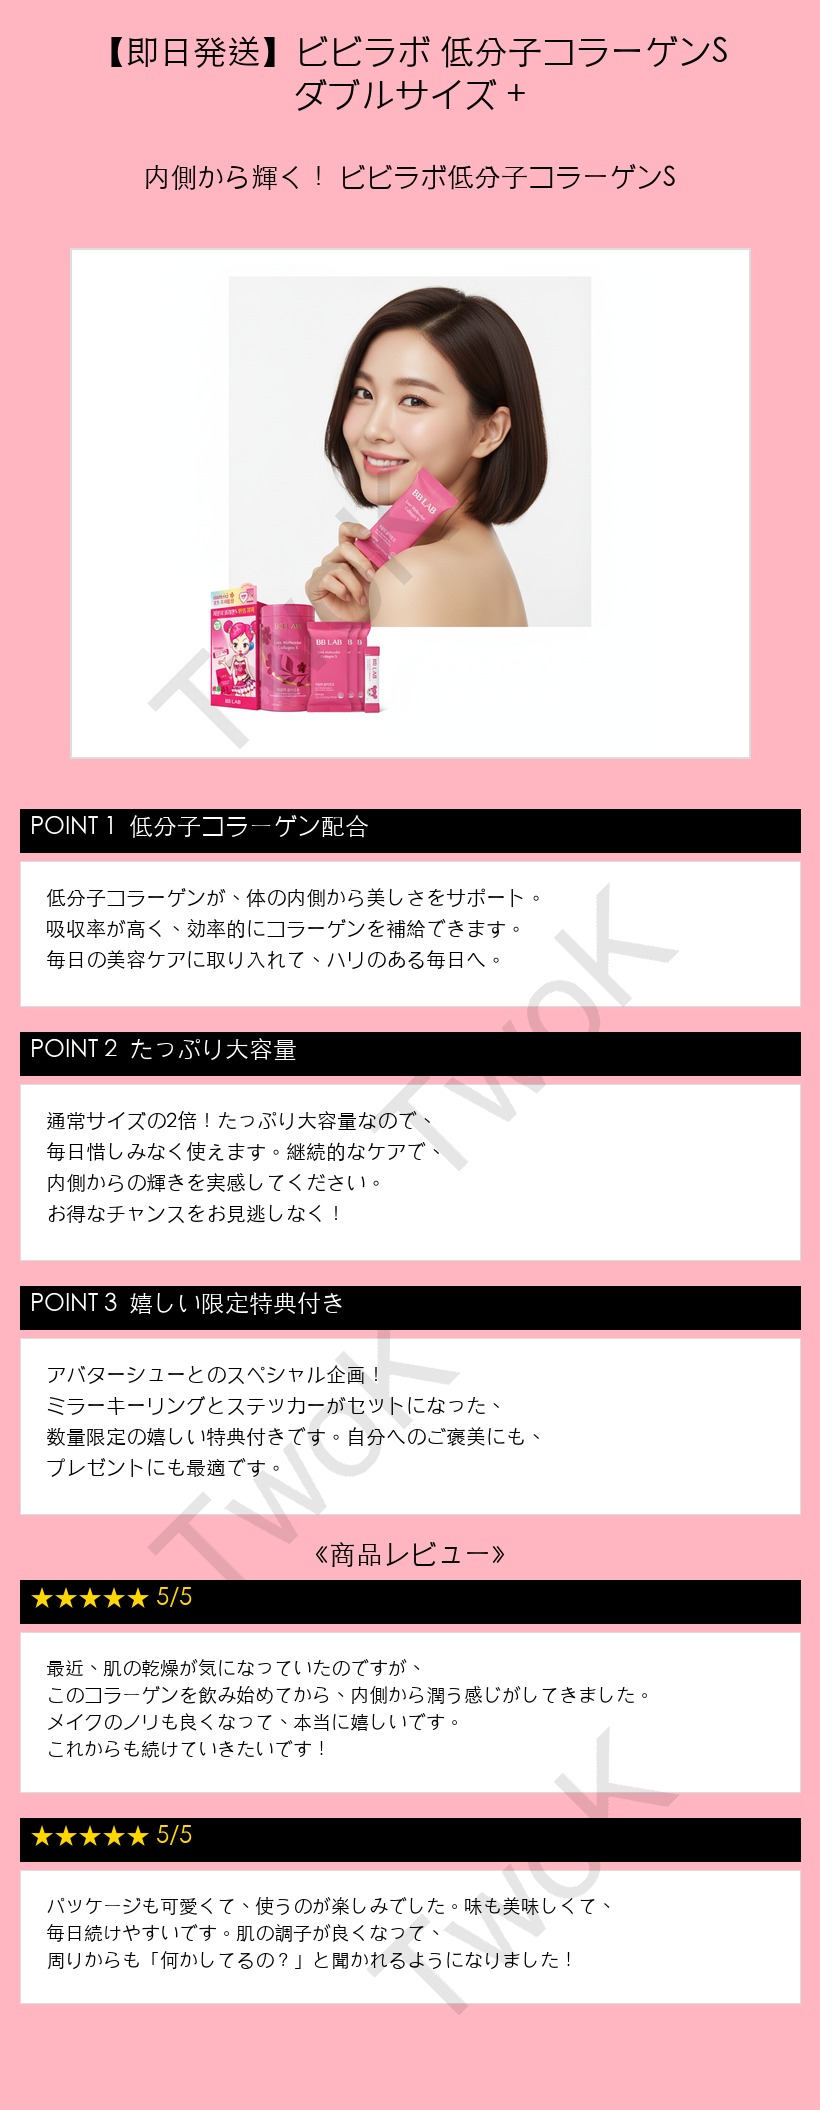 【即日発送】ビビラボ 低分子コラーゲンS
ダブルサイズ +
内側から輝く！ ビビラボ低分子コラーゲンS
BB LAB
Low Molecular
Collagen S
BB LAB
Low Molecular
Collagen S
BB LAB
Low Molecular
Collagen S
BB LAB
BB LAB
TwoK
POINT 1 低分子コラーゲン配合
低分子コラーゲンが、体の内側から美しさをサポート。
吸収率が高く、効率的にコラーゲンを補給できます。
毎日の美容ケアに取り入れて、ハリのある毎日へ。
TwoK
POINT 2 たっぷり大容量
通常サイズの2倍！たっぷり大容量なので、
毎日惜しみなく使えます。継続的なケアで、
内側からの輝きを実感してください。
お得なチャンスをお見逃しなく！
POINT 3 嬉しい限定特典付き
アバターシューとのスペシャル企画！
ミラーキーリングとステッカーがセットになった、
数量限定の嬉しい特典付きです。自分へのご褒美にも、
プレゼントにも最適です。
TwoK
《商品レビュー》
★★★★★ 5/5
最近、肌の乾燥が気になっていたのですが、
このコラーゲンを飲み始めてから、内側から潤う感じがしてきました。
メイクのノリも良くなって、本当に嬉しいです。
これからも続けていきたいです！
TwoK
★★★★★ 5/5
パッケージも可愛くて、使うのが楽しみでした。味も美味しくて、
毎日続けやすいです。肌の調子が良くなって、
周りからも「何かしてるの？」と聞かれるようになりました！